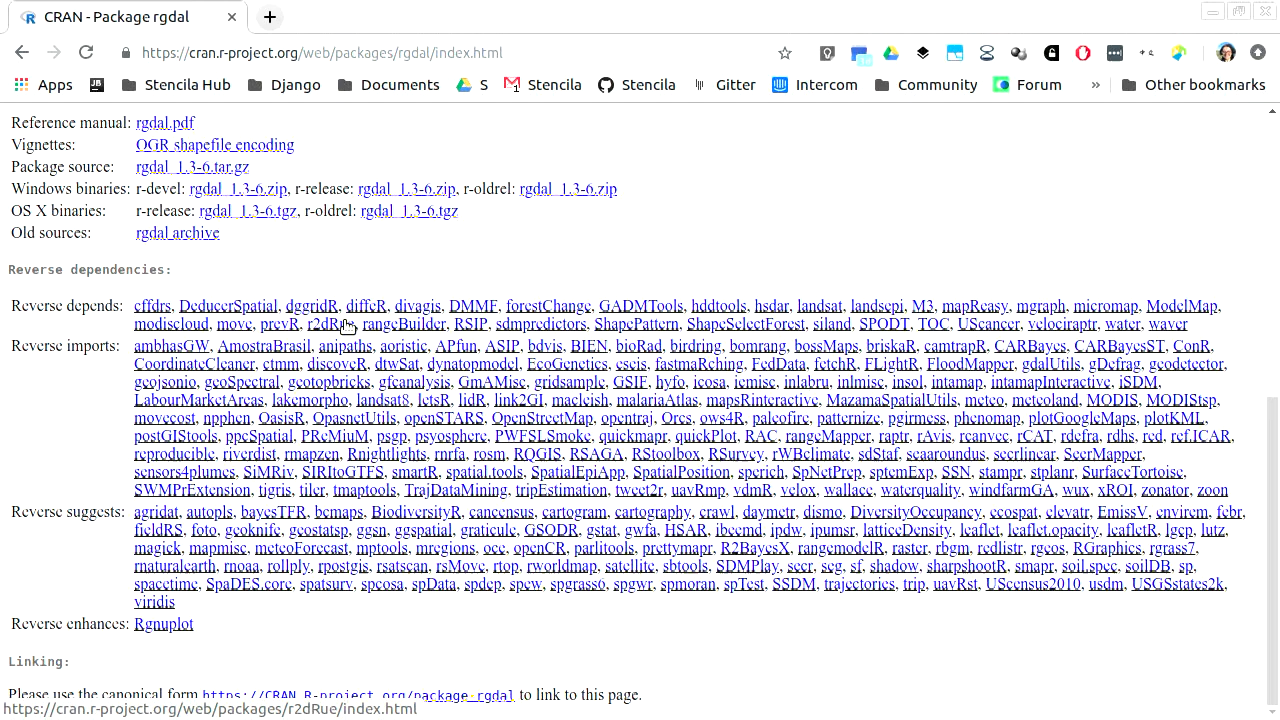 CRAN - Package rgdal
https://cran.r-project.org/web/packages/rgdal/index.html
Apps Stencila Hub Django Documents S Stencila Stencila Gitter Intercom Community Forum » Other bookmarks
Reference manual: rgdal.pdf
Vignettes: OGR shapefile encoding
Package source: rgdal_1.3-6.tar.gz
Windows binaries: r-devel: rgdal_1.3-6.zip, r-release: rgdal_1.3-6.zip, r-oldrel: rgdal_1.3-6.zip
OS X binaries: r-release: rgdal_1.3-6.tgz, r-oldrel: rgdal_1.3-6.tgz
Old sources: rgdal archive
Reverse dependencies:
Reverse depends: cffdrs, DeducerSpatial, dggridR, diffeR, divagis, DMMF, forestChange, GADMTools, hddtools, hsdar, landsat, landsepi, M3, mapReasy, mgraph, micromap, ModelMap,
modiscloud, move, prevR, r2dRue, rangeBuilder, RSIP, sdmpredictors, ShapePattern, ShapeSelectForest, siland, SPODT, TOC, UScancer, velociraptr, water, waver
Reverse imports: ambhasGW, AmostraBrasil, anipaths, aoristic, APfun, ASIP, bdvis, BIEN, bioRad, birdring, bomrang, bossMaps, briskaR, camtrapR, CARBayes, CARBayesST, ConR,
CoordinateCleaner, ctmm, discoveR, dtwSat, dynatopmodel, EcoGenetics, eseis, fastmaRching, FedData, fetchR, FLightR, FloodMapper, gdalUtils, gDefrag, geodetector,
geojsonio, geoSpectral, geotopbricks, gfcanalysis, GmAMisc, gridsample, GSIF, hyfo, icosa, iemisc, inlabru, inlmisc, insol, intamap, intamapInteractive, iSDM,
LabourMarketAreas, lakemorpho, landsat8, letsR, lidR, link2GI, macleish, malariaAtlas, mapsRinteractive, MazamaSpatialUtils, meteo, meteoland, MODIS, MODIStsp,
movecost, npphen, OasisR, OpasnetUtils, openSTARS, OpenStreetMap, opentraj, Orcs, ows4R, paleofire, patternize, pgirmess, phenomap, plotGoogleMaps, plotKML,
postGIStools, ppcSpatial, PReMiuM, psgp, psyosphere, PWFSLSmoke, quickmapr, quickPlot, RAC, rangeMapper, raptr, rAvis, rcanvec, rCAT, rdefra, rdhs, red, ref.ICAR,
reproducible, riverdist, rmapzen, Rnightlights, rnrfa, rosm, RQGIS, RSAGA, RStoolbox, RSurvey, rWBclimate, sdStaf, seaaroundus, secrlinear, SeerMapper,
sensors4plumes, SiMRiv, SIRItoGTFS, smartR, spatial.tools, SpatialEpiApp, SpatialPosition, sperich, SpNetPrep, sptemExp, SSN, stampr, stplanr, SurfaceTortoise,
SWMPrExtension, tigris, tiler, tmaptools, TrajDataMining, tripEstimation, tweet2r, uavRmp, vdmR, velox, wallace, waterquality, windfarmGA, wux, xROI, zonator, zoon
Reverse suggests: agridat, autopls, bayesTFR, bcmaps, BiodiversityR, cancensus, cartogram, cartography, crawl, daymetr, dismo, DiversityOccupancy, ecospat, elevatr, EmissV, envirem, febr,
fieldRS, foto, geoknife, geostatsp, ggsn, ggspatial, graticule, GSODR, gstat, gwfa, HSAR, ibeemd, ipdw, ipumsr, latticeDensity, leaflet, leaflet.opacity, leafletR, lgcp, lutz,
magick, mapmisc, meteoForecast, mptools, mregions, oce, openCR, parlitools, prettymapr, R2BayesX, rangemodelR, raster, rbgm, redlistr, rgeos, RGraphics, rgrass7,
rnaturalearth, rnoaa, rollply, rpostgis, rsatscan, rsMove, rtop, rworldmap, satellite, sbtools, SDMPlay, secr, seg, sf, shadow, sharpshootR, smapr, soil.spec, soilDB, sp,
spacetime, SpaDES.core, spatsurv, spcosa, spData, spdep, spew, spgrass6, spgwr, spmoran, spTest, SSDM, trajectories, trip, uavRst, UScensus2010, usdm, USGSstates2k,
viridis
Reverse enhances: Rgnuplot
Linking:
Please use the canonical form https://CRAN.R-project.org/package=rgdal to link to this page.
https://cran.r-project.org/web/packages/r2dRue/index.html